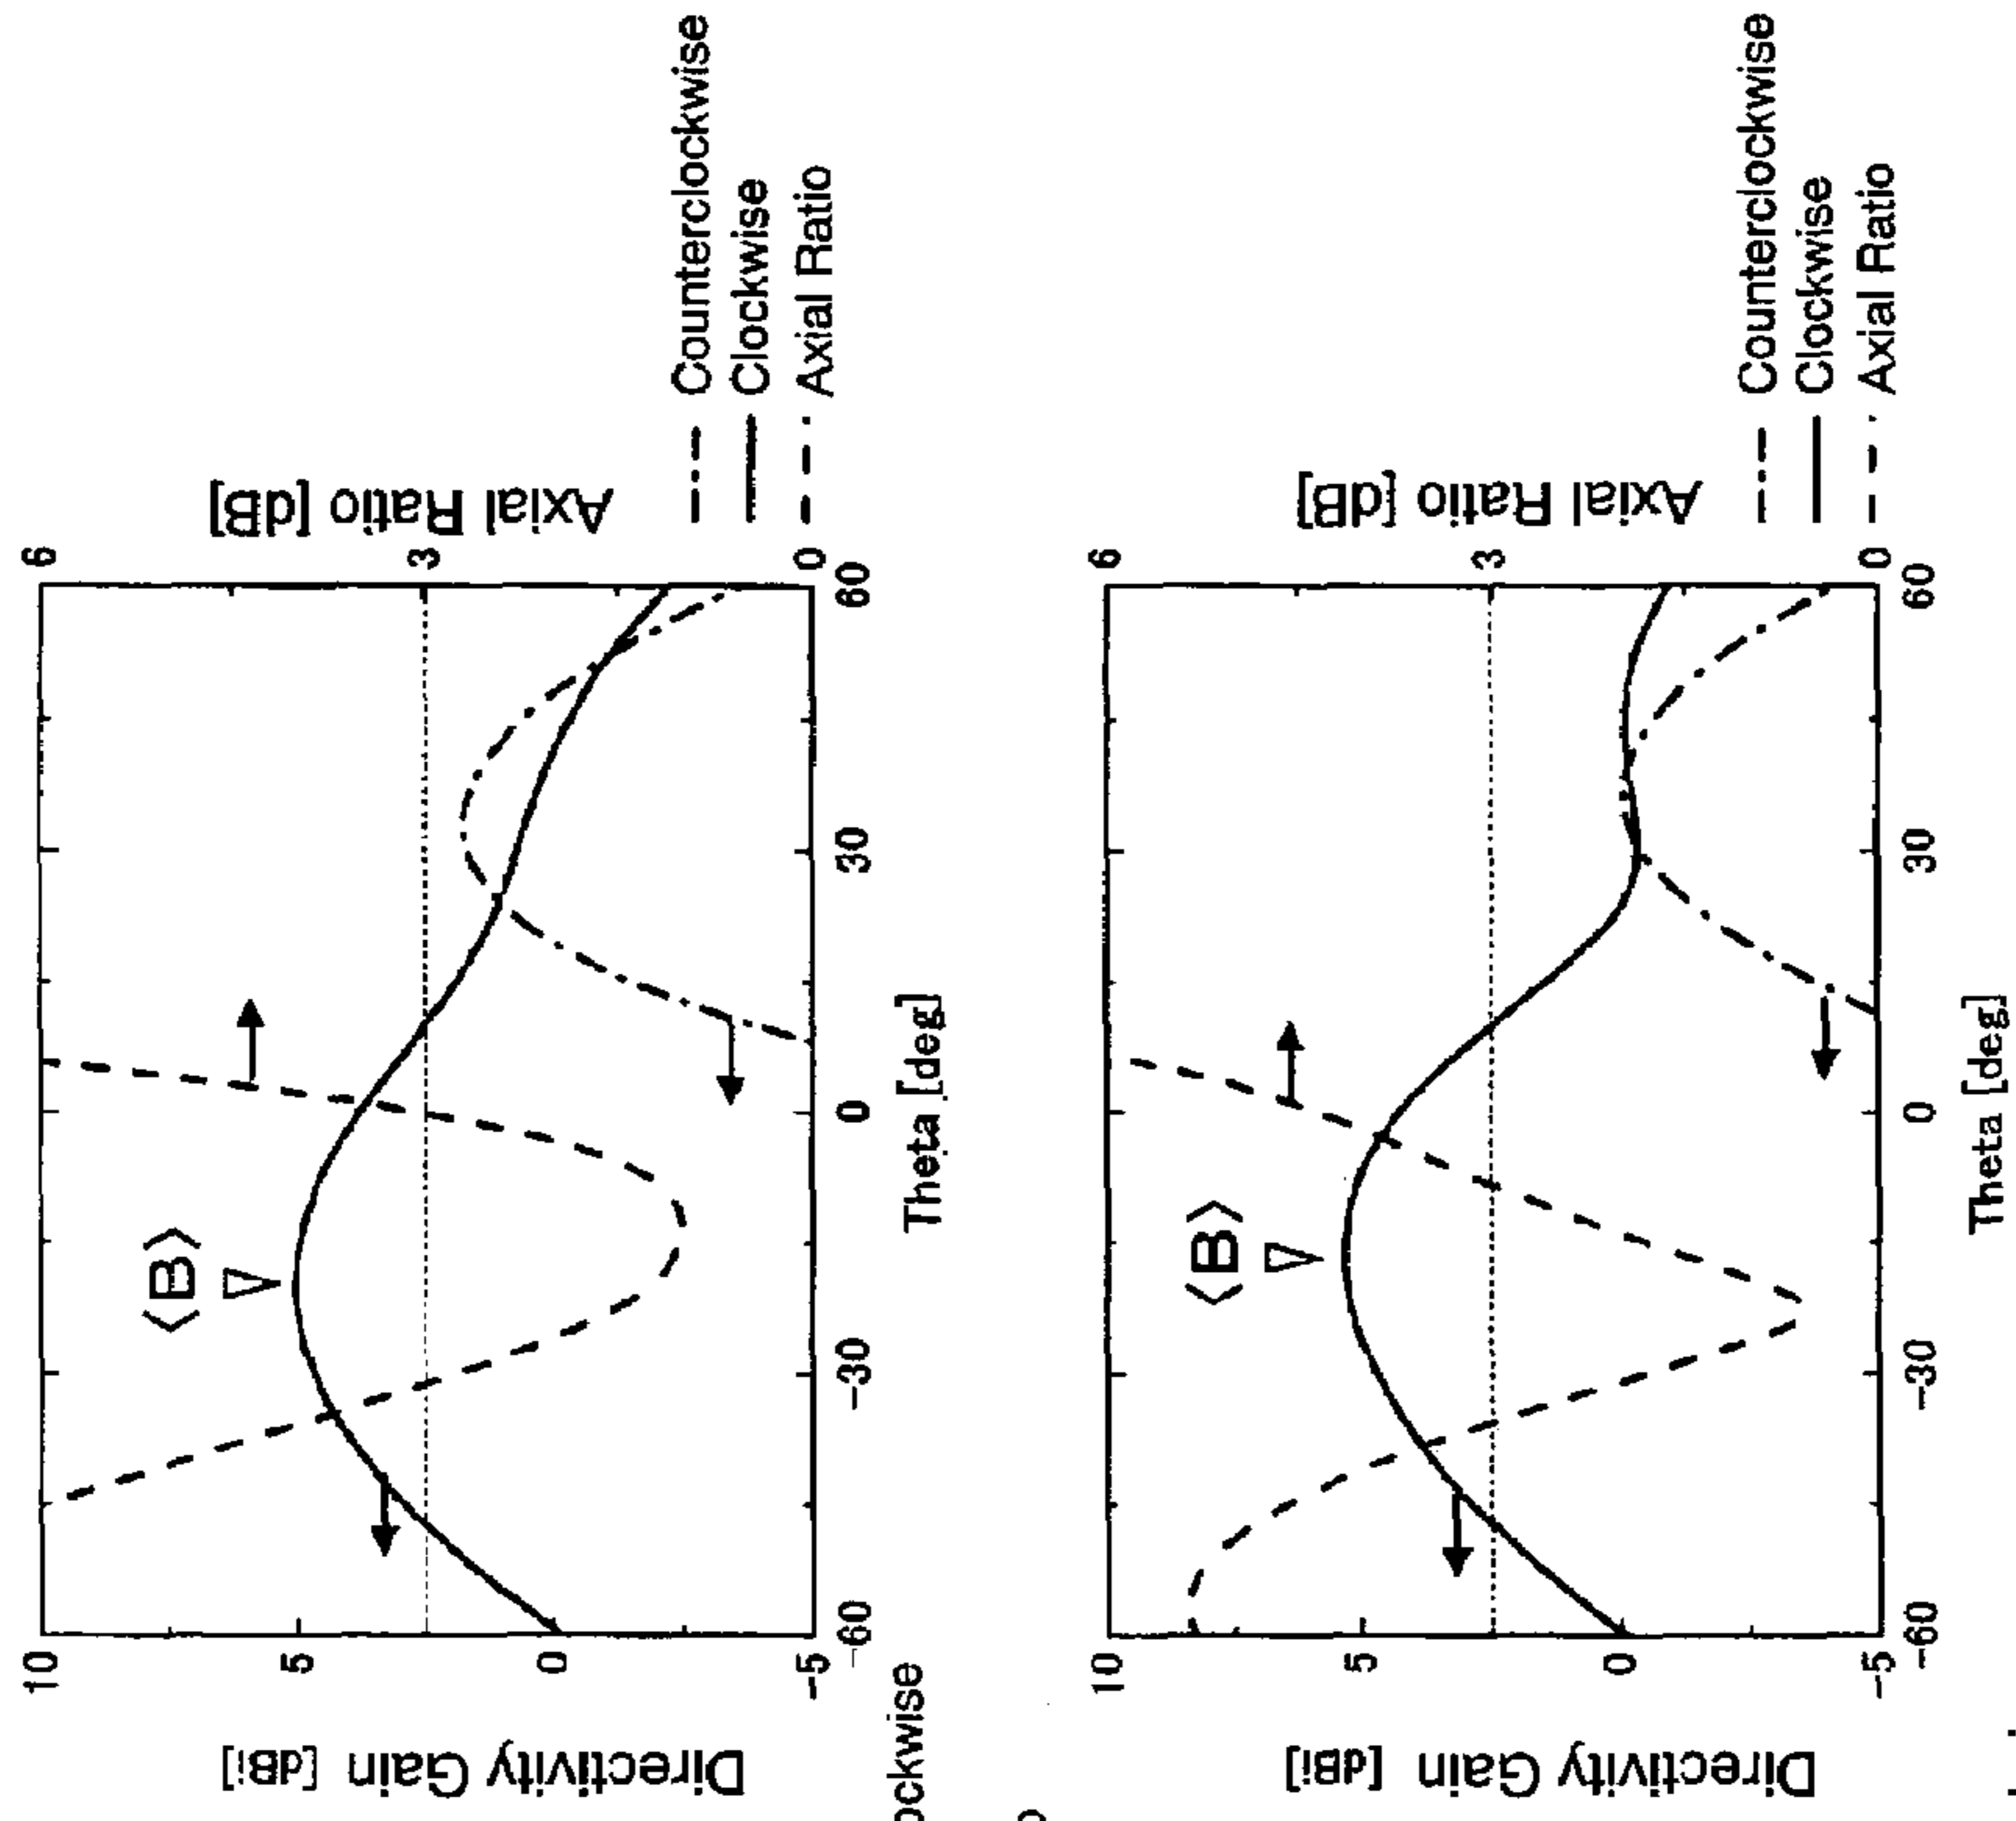 Directivity Gain [dBi]
10
5
0
-5
<B>
6
3
0
Axial Ratio [dB]
-60
-30
0
30
60
Theta [deg]
Counterclockwise
Clockwise
Axial Ratio
ockwise
Directivity Gain [dBi]
10
5
0
-5
<B>
6
3
0
Axial Ratio [dB]
-60
-30
0
30
60
Theta [deg]
Counterclockwise
Clockwise
Axial Ratio